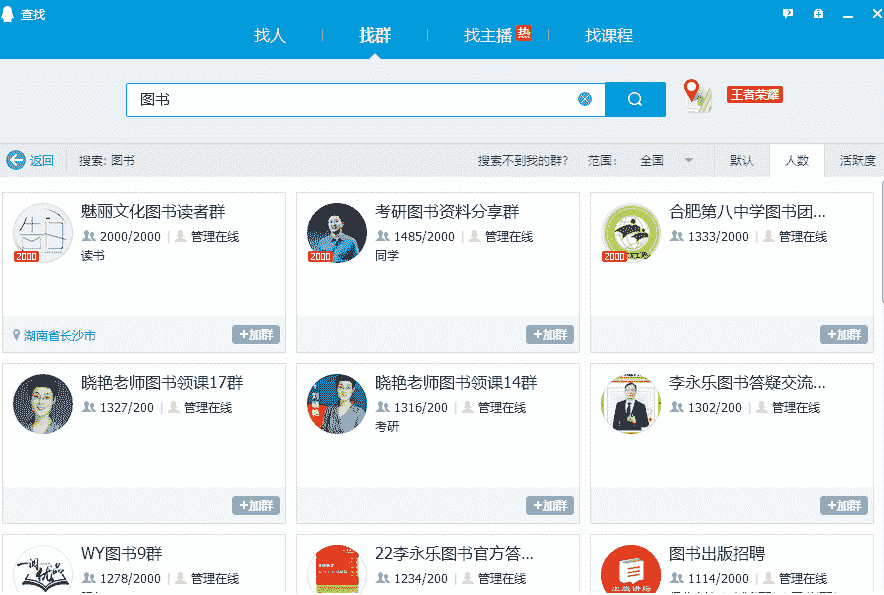 查找
找人
找群
找主播 热
找课程
图书
王者荣耀
返回 搜索: 图书 搜索不到我的群? 范围: 全国 默认 人数 活跃度
魅丽文化图书读者群
2000/2000 管理在线
读书
2000
湖南省长沙市
+加群
考研图书资料分享群
1485/2000 管理在线
同学
2000
+加群
合肥第八中学图书团...
1333/2000 管理在线
2000
+加群
晓艳老师图书领课17群
1327/200 管理在线
+加群
晓艳老师图书领课14群
1316/200 管理在线
考研
刘晓艳
+加群
李永乐图书答疑交流...
1302/200 管理在线
+加群
WY图书9群
1278/2000 管理在线
22李永乐图书官方答...
1234/200 管理在线
图书出版招聘
1114/2000 管理在线
出版讲坛